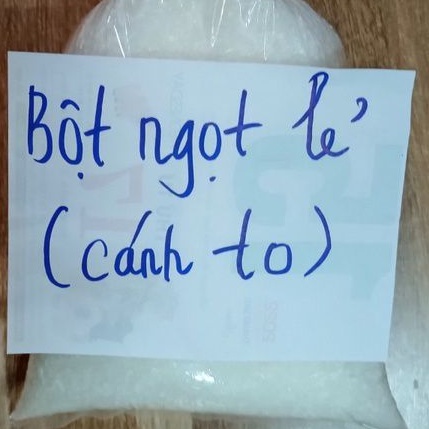 Bột ngọt lẻ
(cánh to)